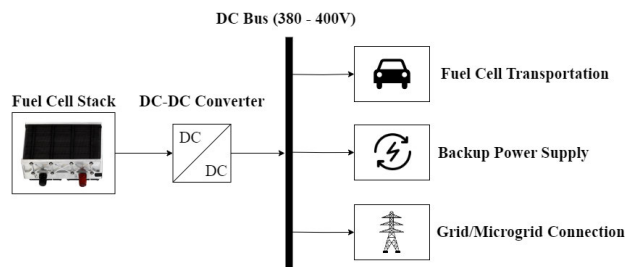 DC Bus (380 - 400V)
Fuel Cell Stack
DC-DC Converter
DC
DC
Fuel Cell Transportation
Backup Power Supply
Grid/Microgrid Connection